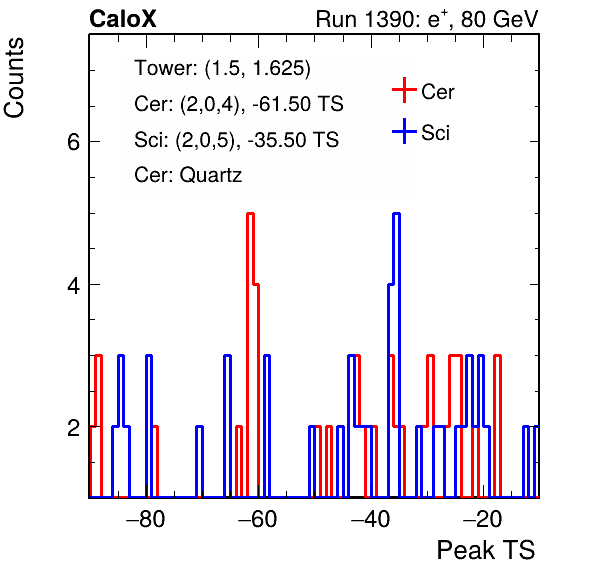 CaloX Run 1390: e⁺, 80 GeV
Counts
Tower: (1.5, 1.625)
Cer: (2,0,4), -61.50 TS
Sci: (2,0,5), -35.50 TS
Cer: Quartz
Cer
Sci
6
4
2
−80 −60 −40 −20
Peak TS